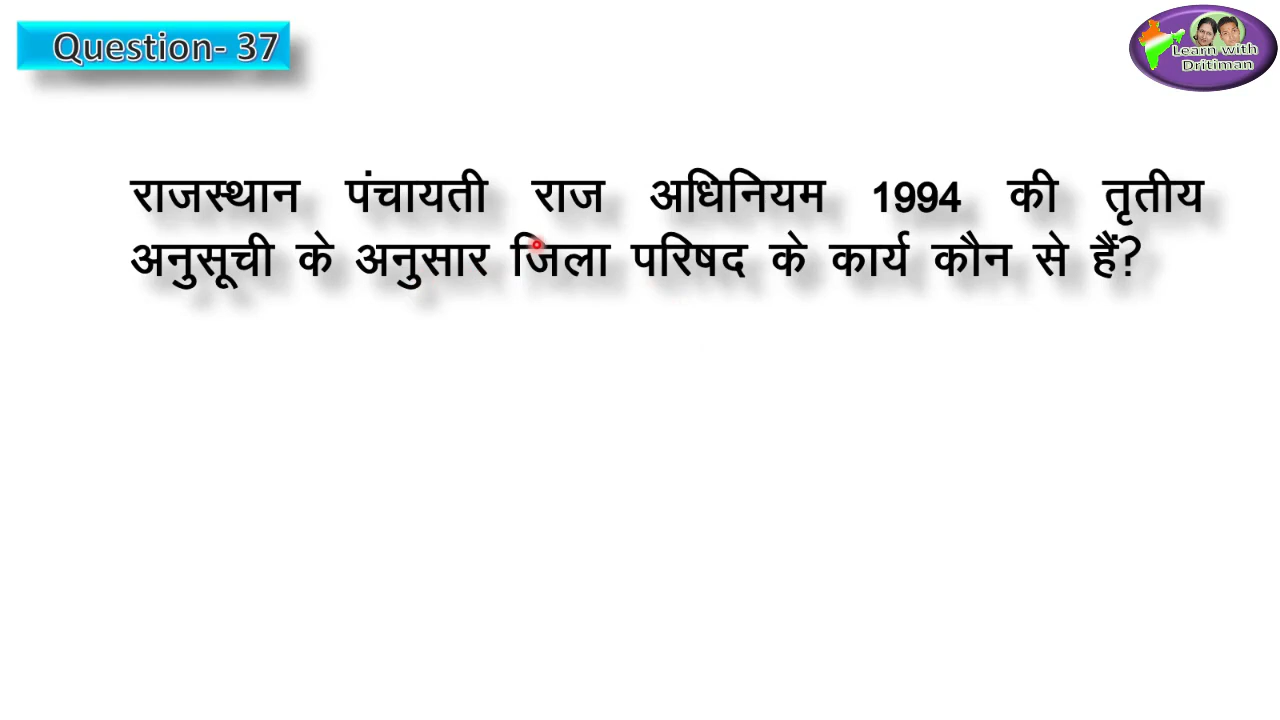 Question- 37
Learn with
Dritiman
राजस्थान पंचायती राज अधिनियम 1994 की तृतीय
अनुसूची के अनुसार जिला परिषद के कार्य कौन से हैं?